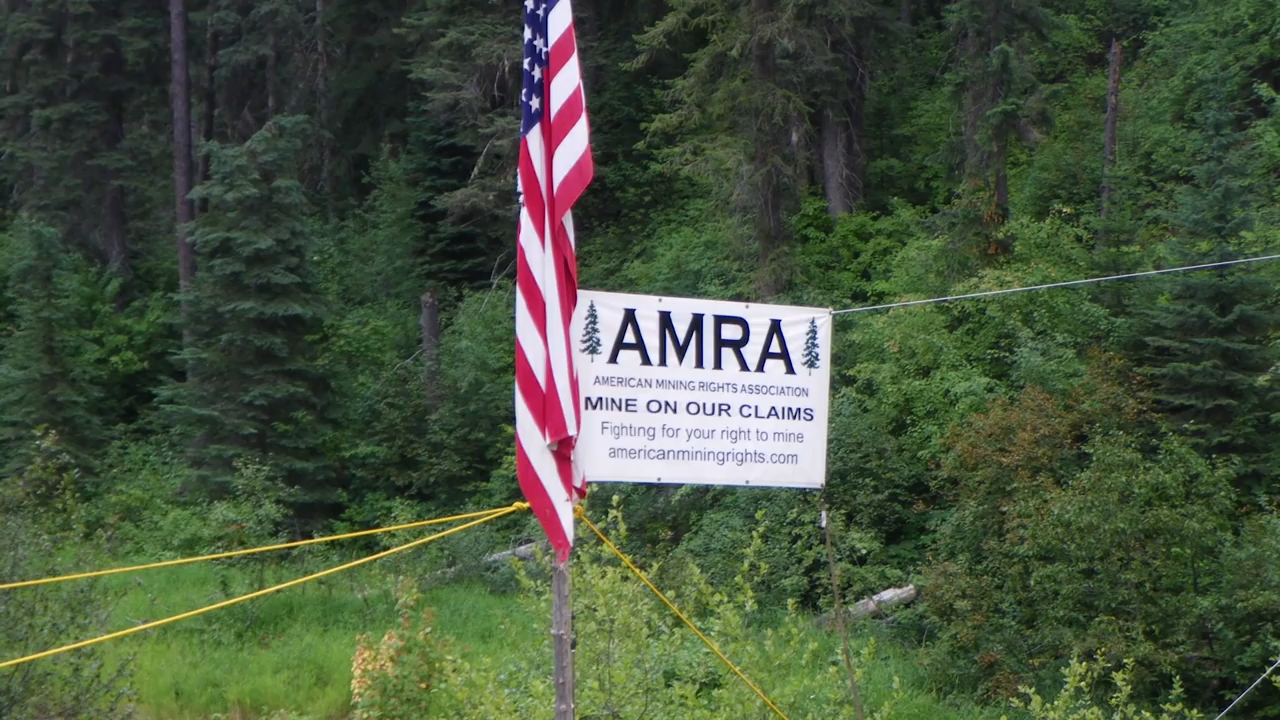 AMRA
AMERICAN MINING RIGHTS ASSOCIATION
MINE ON OUR CLAIMS
Fighting for your right to mine
americanminingrights.com